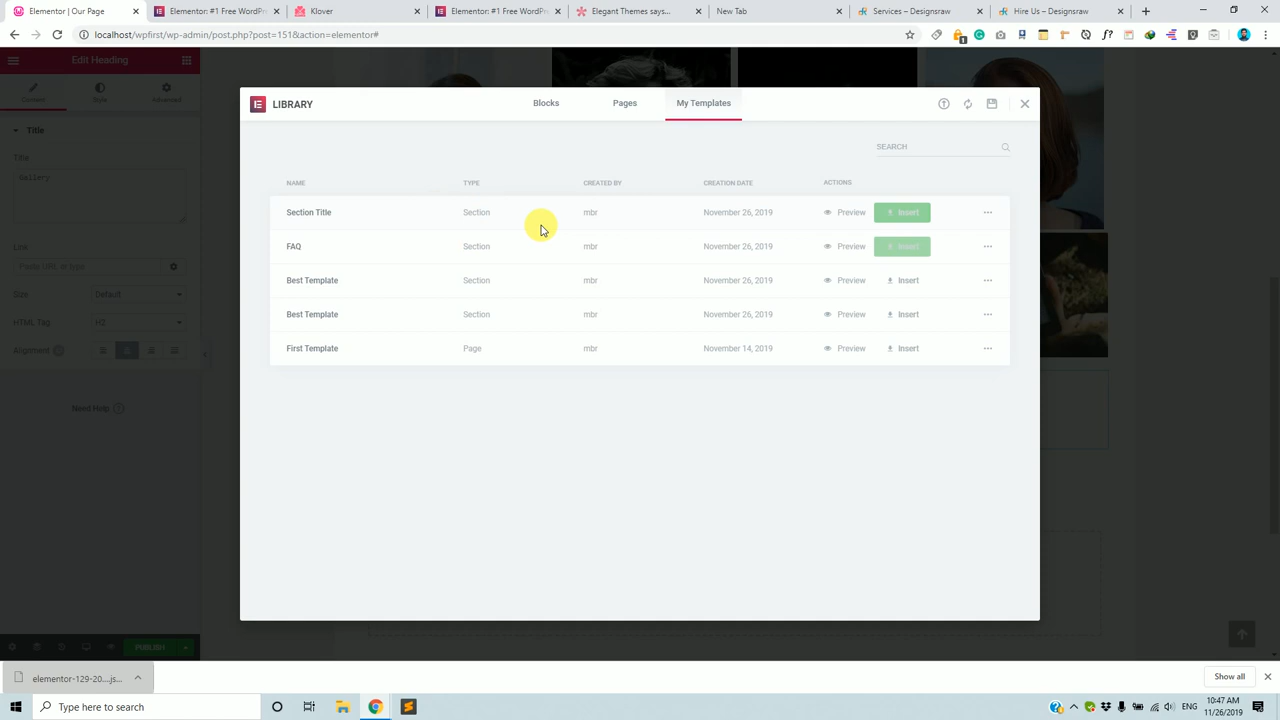 Our Page
Elementor: #1 Free WordPr
Klover
Elementor: #1 Free WordPr
Elegant Themes says...
Services – Designsraw
Hire Us – Designsraw
localhost/wpfirst/wp-admin/post.php?post=151&action=elementor#
1
Edit Heading
Content
Style
Advanced
Title
Title
Gallery
Link
Paste URL or type
Size
Default
HTML Tag
H2
Alignment
Need Help
PUBLISH
LIBRARY
Blocks
Pages
My Templates
SEARCH
NAME TYPE CREATED BY CREATION DATE ACTIONS
Section Title Section mbr November 26, 2019 Preview Insert
FAQ Section mbr November 26, 2019 Preview Insert
Best Template Section mbr November 26, 2019 Preview Insert
Best Template Section mbr November 26, 2019 Preview Insert
First Template Page mbr November 14, 2019 Preview Insert
elementor-129-20....js...
Show all
Type here to search
ENG
10:47 AM
11/26/2019